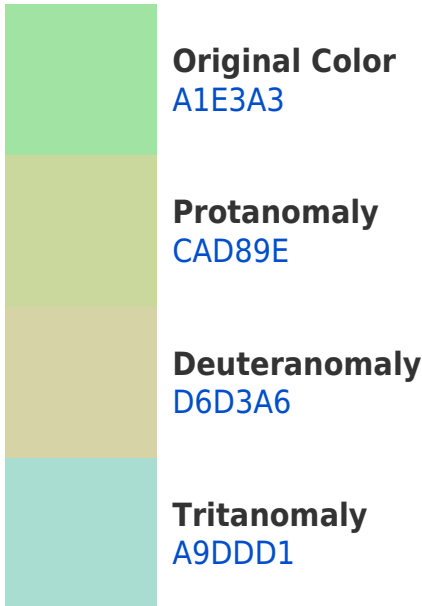 Original Color
A1E3A3
Protanomaly
CAD89E
Deuteranomaly
D6D3A6
Tritanomaly
A9DDD1